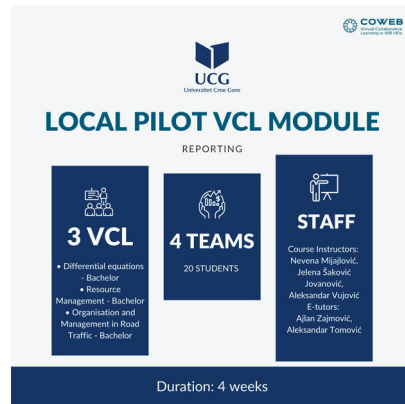 COWEB
Virtual Collaborative
Learning in WB HEIs
UCG
Univerzitet Crne Gore
LOCAL PILOT VCL MODULE
REPORTING
3 VCL
• Differential equations
- Bachelor
• Resource
Management - Bachelor
• Organisation and
Management in Road
Traffic - Bachelor
4 TEAMS
20 STUDENTS
STAFF
Course Instructors:
Nevena Mijajlović,
Jelena Šaković
Jovanović,
Aleksandar Vujović
E-tutors:
Ajlan Zajmović,
Aleksandar Tomović
Duration: 4 weeks